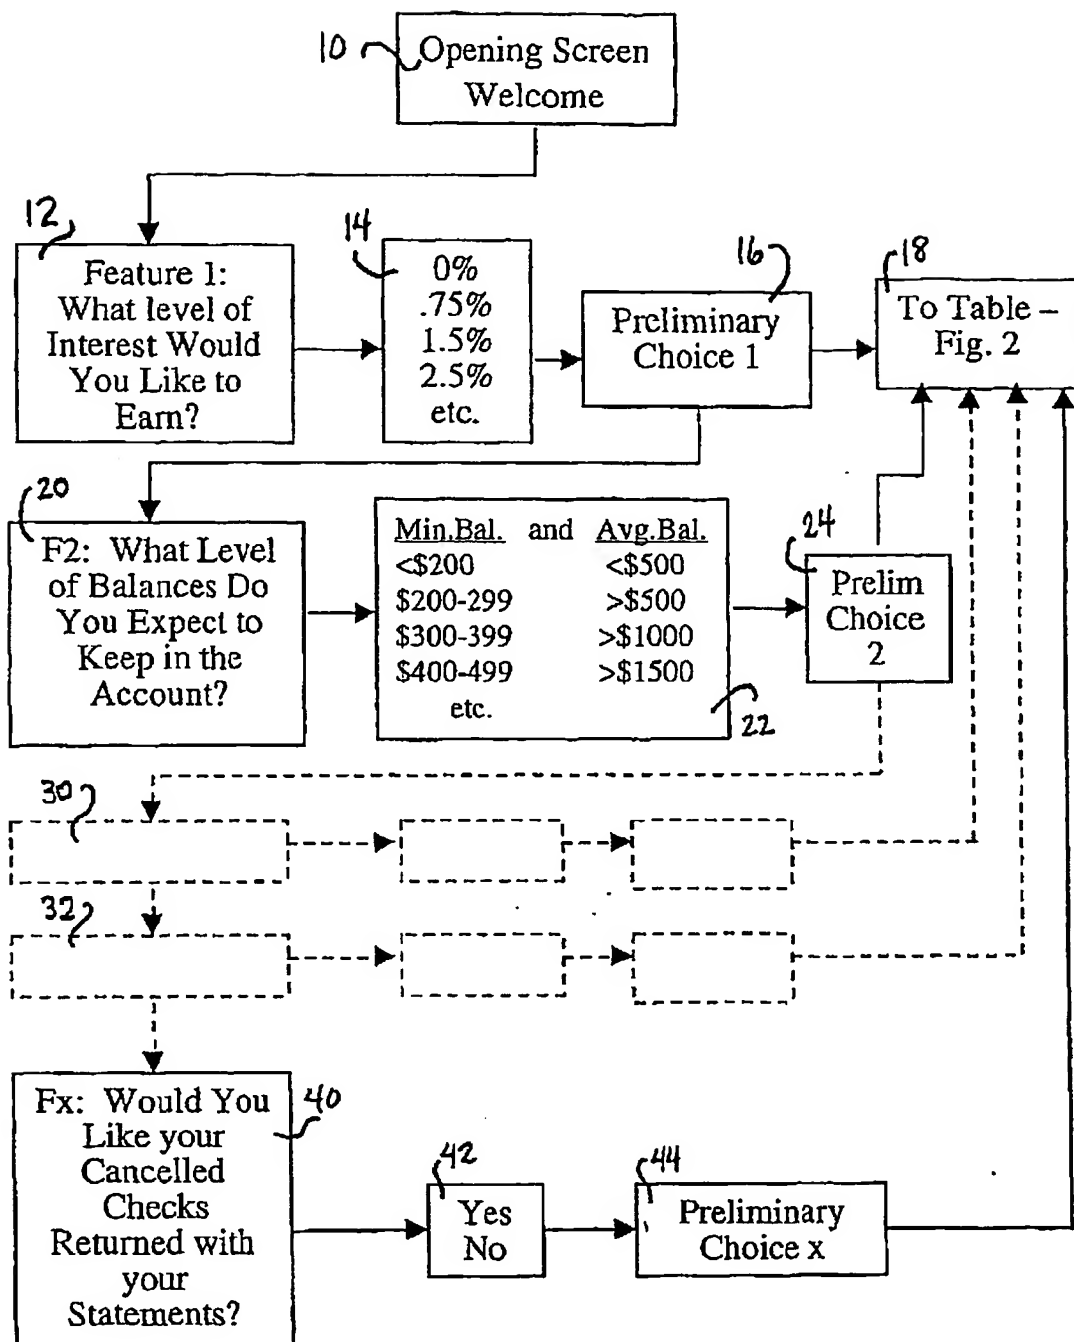 10
Opening Screen
Welcome
12
Feature 1:
What level of
Interest Would
You Like to
Earn?
14
0%
.75%
1.5%
2.5%
etc.
16
Preliminary
Choice 1
18
To Table –
Fig. 2
20
F2: What Level
of Balances Do
You Expect to
Keep in the
Account?
Min.Bal. and Avg.Bal.
<$200 <$500
$200-299 >$500
$300-399 >$1000
$400-499 >$1500
etc.
22
24
Prelim
Choice
2
30
32
Fx: Would You
Like your
Cancelled
Checks
Returned with
your
Statements?
40
42
Yes
No
44
Preliminary
Choice x